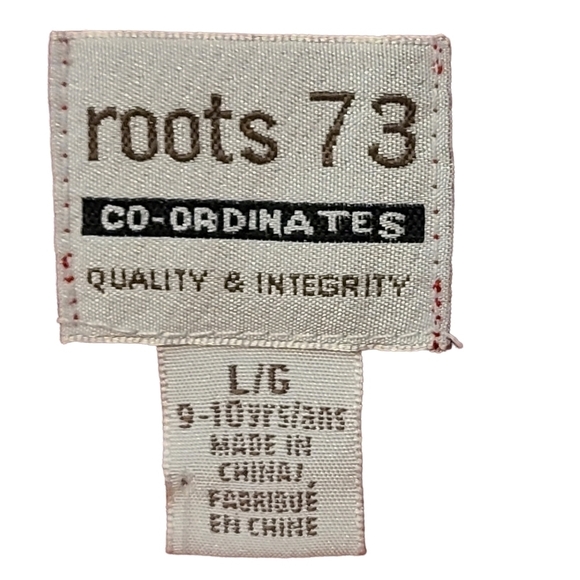 roots 73
CO-ORDINATES
QUALITY & INTEGRITY
L/G
9-10yrs/ans
MADE IN
CHINA/
FABRIQUÉ
EN CHINE